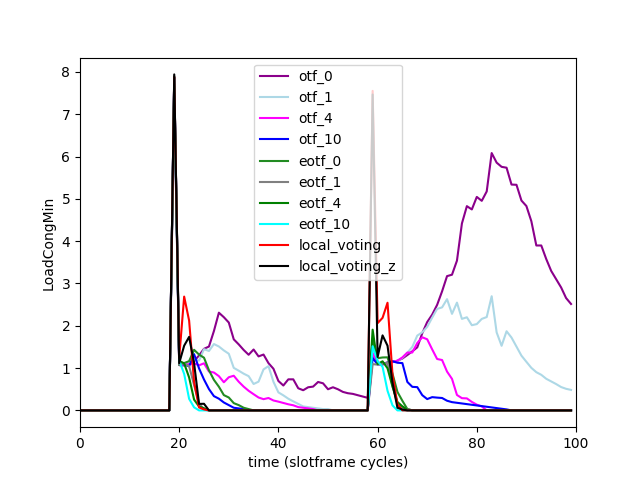 LoadCongMin
8
7
6
5
4
3
2
1
0
otf_0
otf_1
otf_4
otf_10
eotf_0
eotf_1
eotf_4
eotf_10
local_voting
local_voting_z
0 20 40 60 80 100
time (slotframe cycles)